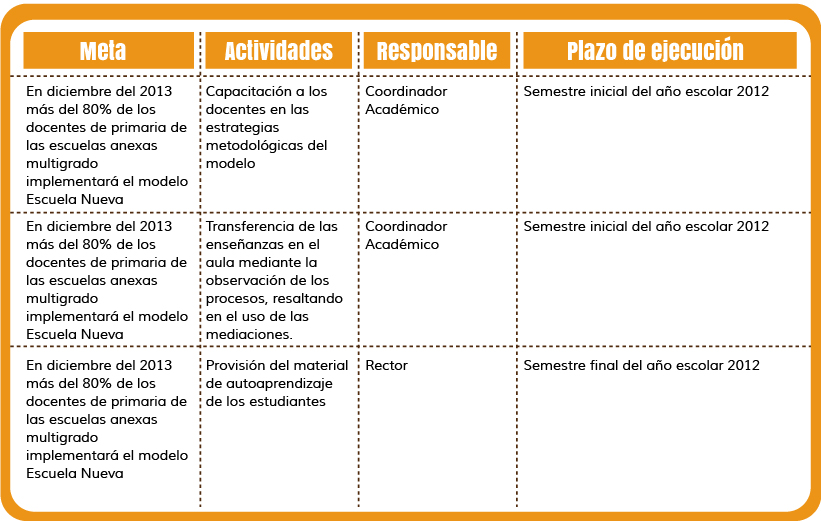 Meta
Actividades
Responsable
Plazo de ejecución
En diciembre del 2013
más del 80% de los
docentes de primaria de
las escuelas anexas
multigrado
implementará el modelo
Escuela Nueva
Capacitación a los
docentes en las
estrategias
metodológicas del
modelo
Coordinador
Académico
Semestre inicial del año escolar 2012
En diciembre del 2013
más del 80% de los
docentes de primaria de
las escuelas anexas
multigrado
implementará el modelo
Escuela Nueva
Transferencia de las
enseñanzas en el
aula mediante la
observación de los
procesos, resaltando
en el uso de las
mediaciones.
Coordinador
Académico
Semestre inicial del año escolar 2012
En diciembre del 2013
más del 80% de los
docentes de primaria de
las escuelas anexas
multigrado
implementará el modelo
Escuela Nueva
Provisión del material
de autoaprendizaje
de los estudiantes
Rector
Semestre final del año escolar 2012